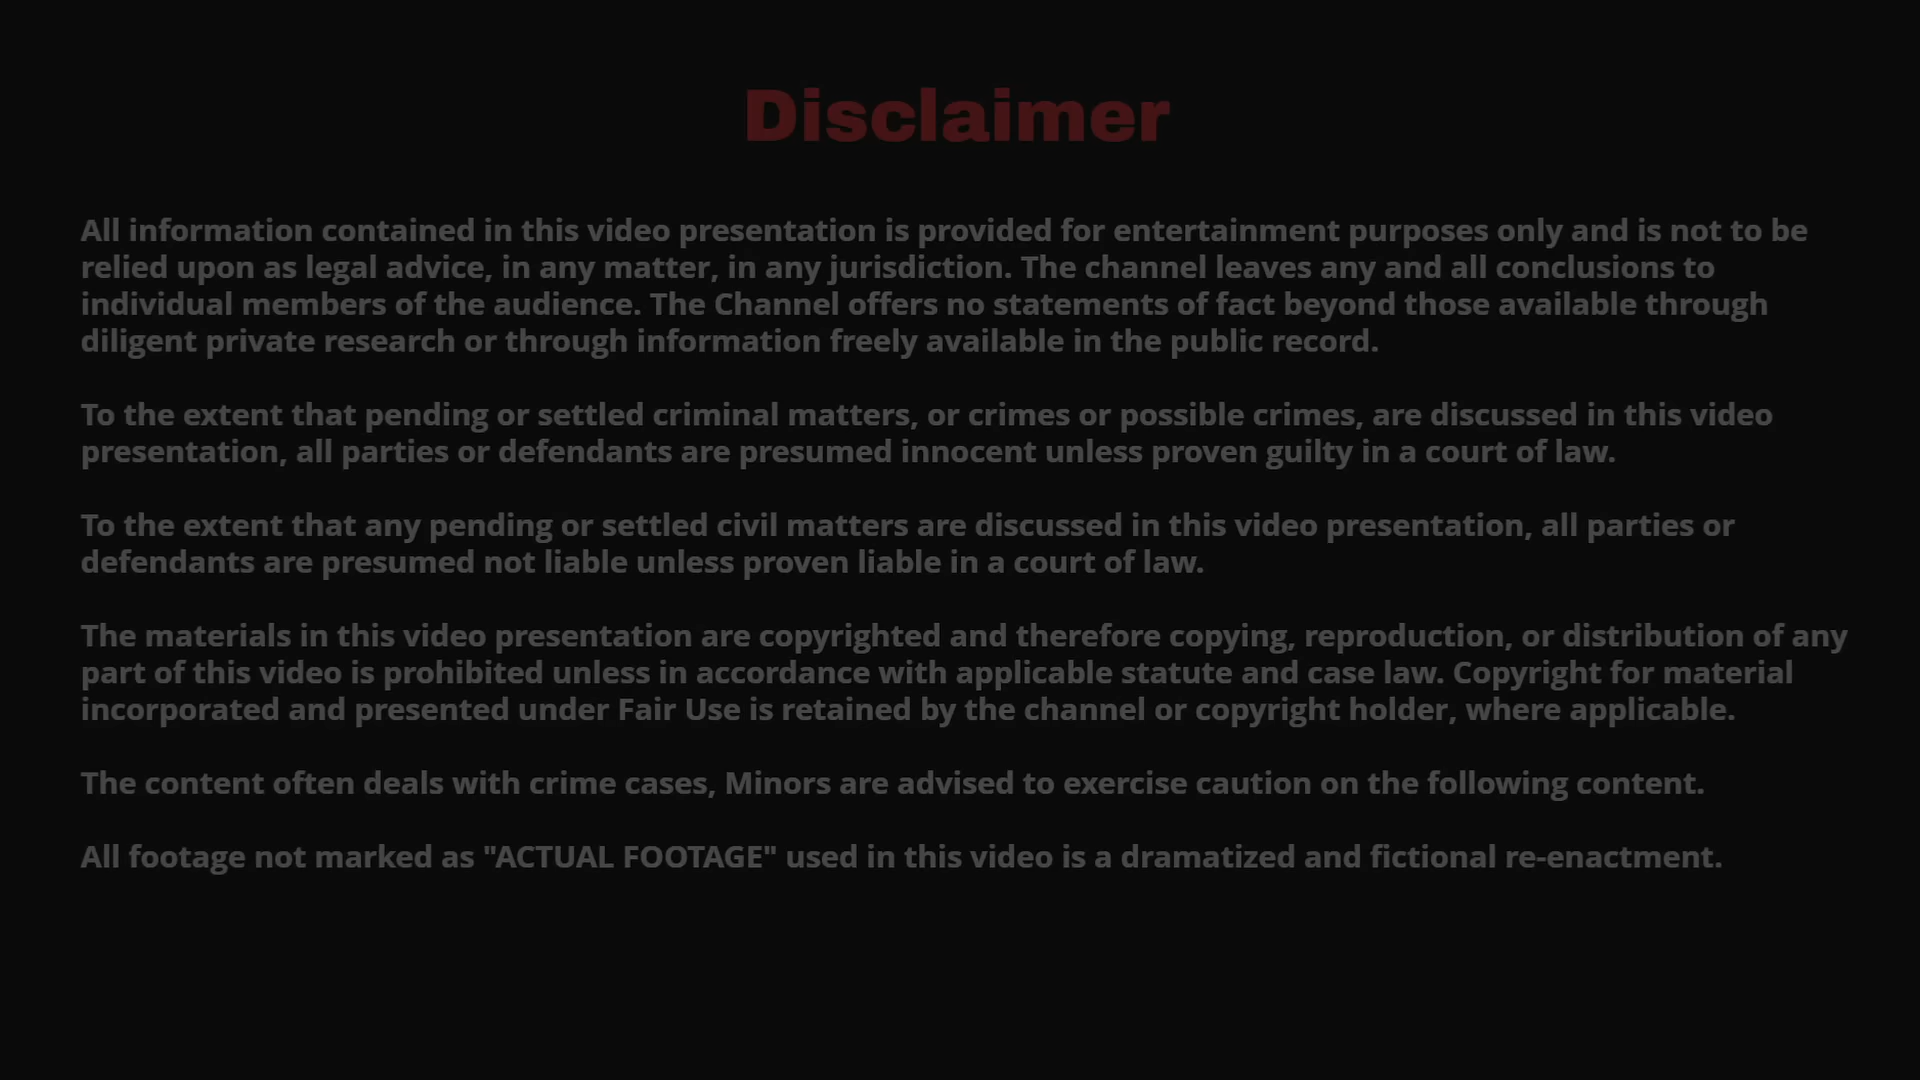 Disclaimer
All information contained in this video presentation is provided for entertainment purposes only and is not to be
relied upon as legal advice, in any matter, in any jurisdiction. The channel leaves any and all conclusions to
individual members of the audience. The Channel offers no statements of fact beyond those available through
diligent private research or through information freely available in the public record.
To the extent that pending or settled criminal matters, or crimes or possible crimes, are discussed in this video
presentation, all parties or defendants are presumed innocent unless proven guilty in a court of law.
To the extent that any pending or settled civil matters are discussed in this video presentation, all parties or
defendants are presumed not liable unless proven liable in a court of law.
The materials in this video presentation are copyrighted and therefore copying, reproduction, or distribution of any
part of this video is prohibited unless in accordance with applicable statute and case law. Copyright for material
incorporated and presented under Fair Use is retained by the channel or copyright holder, where applicable.
The content often deals with crime cases, Minors are advised to exercise caution on the following content.
All footage not marked as "ACTUAL FOOTAGE" used in this video is a dramatized and fictional re-enactment.